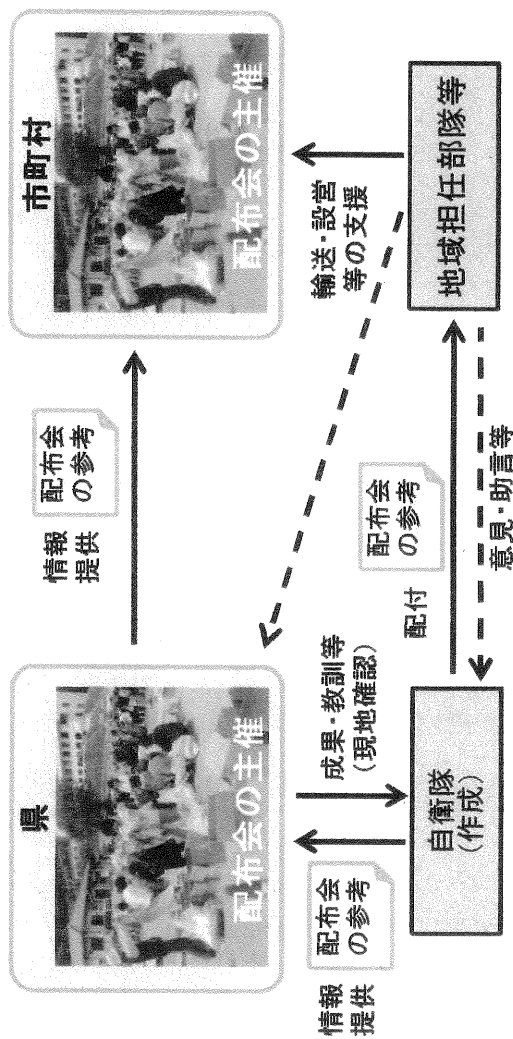 県
配布会の主催
情報
提供
配布会
の参考
市町村
配布会の主催
情報
提供
配布会
の参考
成果・教訓等
(現地確認)
輸送・設営
等の支援
自衛隊
(作成)
配付
配布会
の参考
意見・助言等
地域担任部隊等